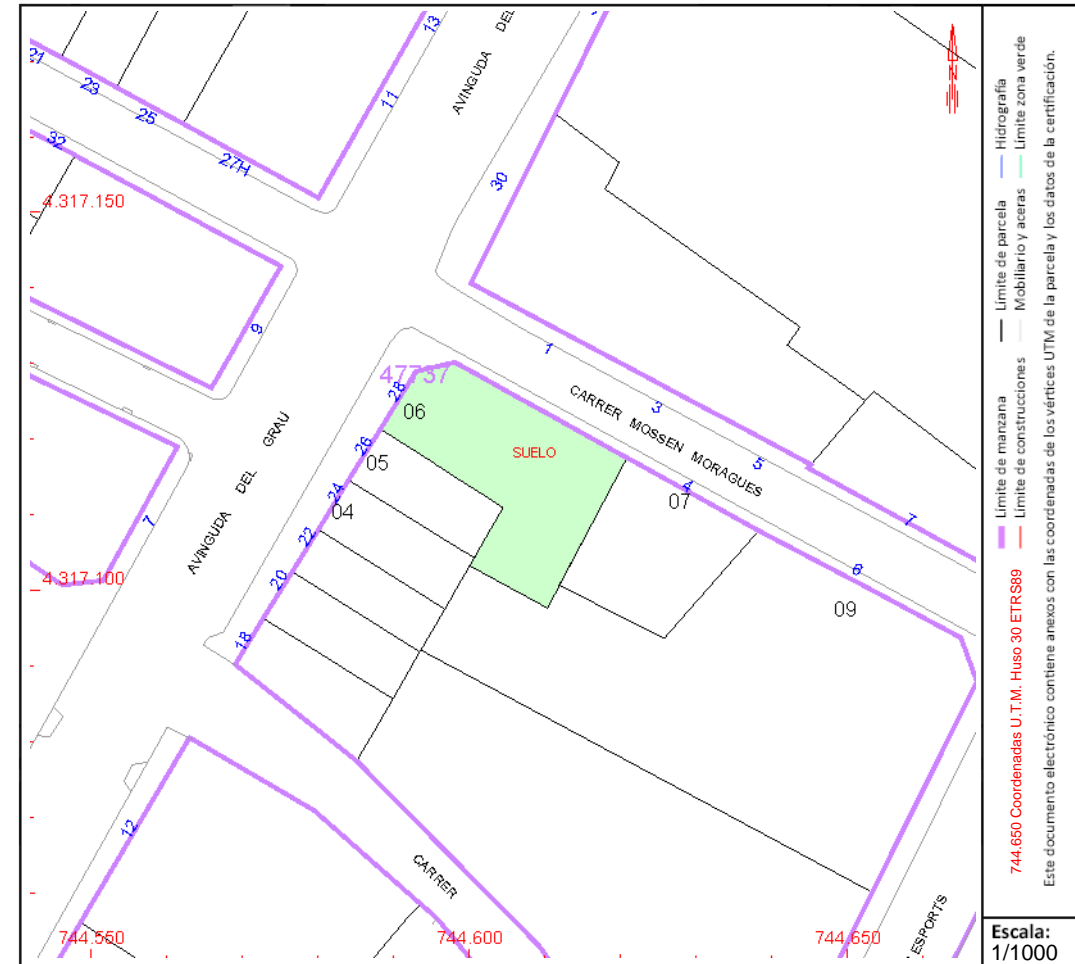 21
23
25
27H
32
13
11
AVINGUDA DEL
30
4.317.150
9
47737
28
06
SUELO
26
05
24
04
22
20
18
1
CARRER MOSSEN MORAGUES
3
5
4
07
7
6
09
AVINGUDA DEL GRAU
7
4.317.100
12
CARRER
ESPORTS
744.550
744.600
744.650
Límite de manzana
Límite de parcela
Hidrografía
Límite de construcciones
Mobiliario y aceras
Límite zona verde
744.650 Coordenadas U.T.M. Huso 30 ETRS89
Este documento electrónico contiene anexos con las coordenadas de los vértices UTM de la parcela y los datos de la certificación.
Escala:
1/1000